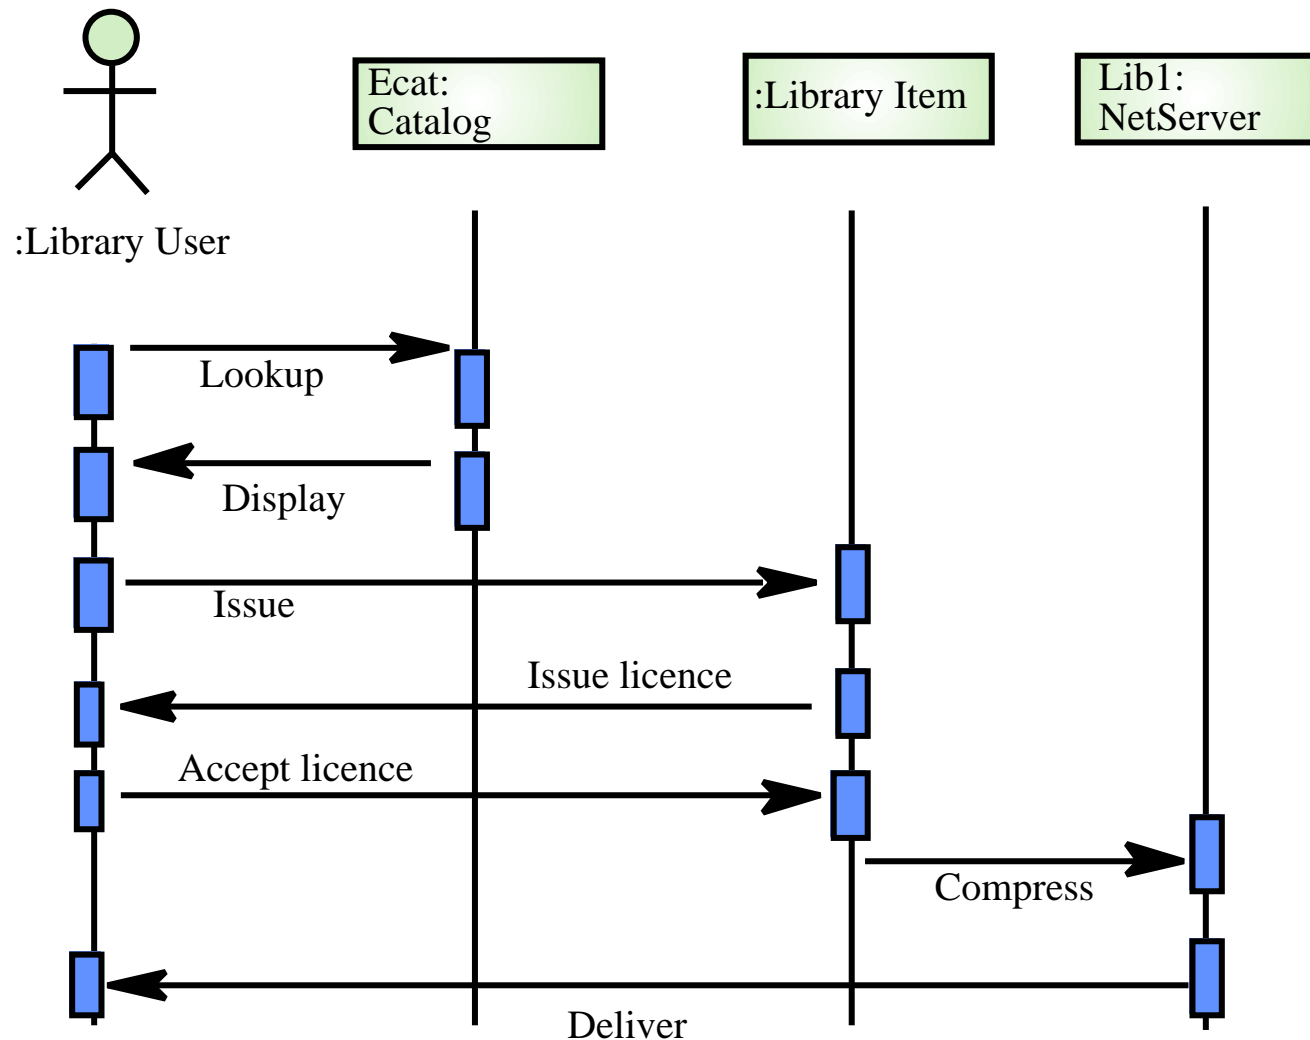 Ecat:
Catalog
:Library Item
Lib1:
NetServer
:Library User
Lookup
Display
Issue
Issue licence
Accept licence
Compress
Deliver